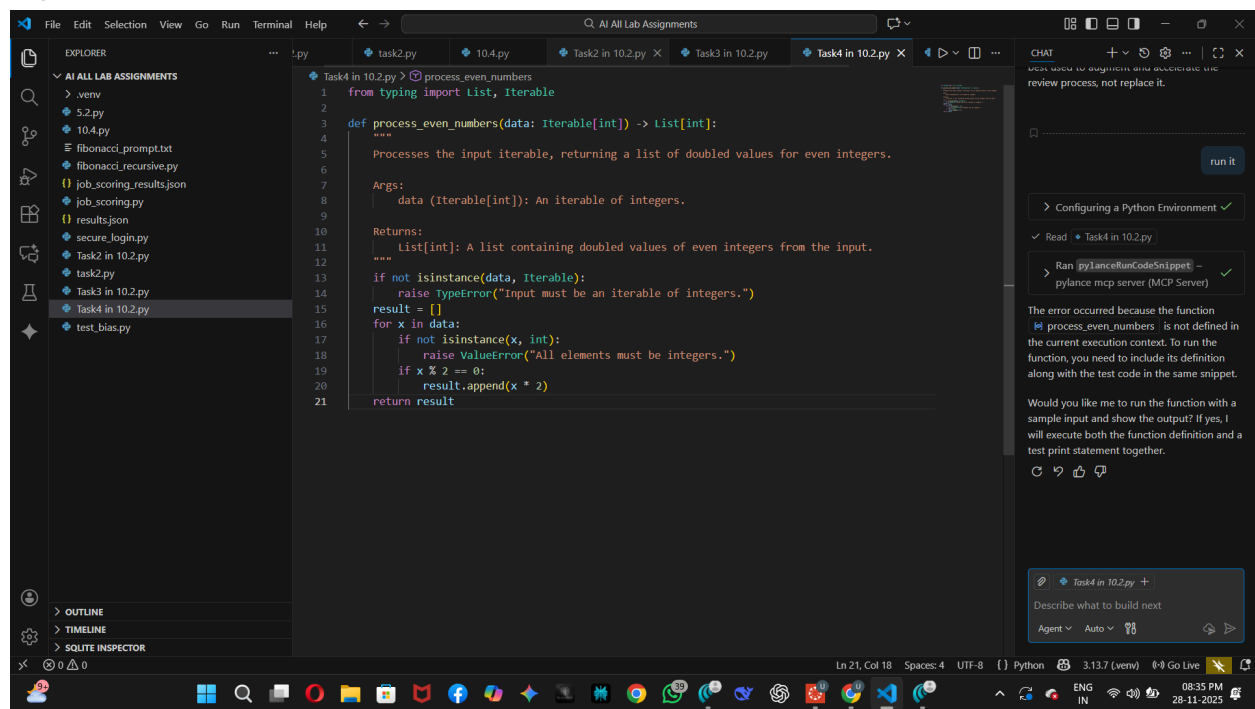 File Edit Selection View Go Run Terminal Help
AI All Lab Assignments
EXPLORER
AI ALL LAB ASSIGNMENTS
.venv
5.2.py
10.4.py
fibonacci_prompt.txt
fibonacci_recursive.py
job_scoring_results.json
job_scoring.py
results.json
secure_login.py
Task2 in 10.2.py
task2.py
Task3 in 10.2.py
Task4 in 10.2.py
test_bias.py
OUTLINE
TIMELINE
SQLITE INSPECTOR
.py task2.py 10.4.py Task2 in 10.2.py Task3 in 10.2.py Task4 in 10.2.py
Task4 in 10.2.py > process_even_numbers
1 from typing import List, Iterable
2
3 def process_even_numbers(data: Iterable[int]) -> List[int]:
4     """
5     Processes the input iterable, returning a list of doubled values for even integers.
6
7     Args:
8         data (Iterable[int]): An iterable of integers.
9
10
11         List[int]: A list containing doubled values of even integers from the input.
12     """
13     if not isinstance(data, Iterable):
14         raise TypeError("Input must be an iterable of integers.")
15     result = []
16     for x in data:
17         if not isinstance(x, int):
18             raise ValueError("All elements must be integers.")
19         if x % 2 == 0:
20             result.append(x * 2)
21     return result
CHAT
best used to augment and accelerate the
review process, not replace it.
run it
Configuring a Python Environment
Read Task4 in 10.2.py
Ran pylanceRunCodeSnippet –
pylance mcp server (MCP Server)
The error occurred because the function
process_even_numbers is not defined in
the current execution context. To run the
function, you need to include its definition
along with the test code in the same snippet.
Would you like me to run the function with a
sample input and show the output? If yes, I
will execute both the function definition and a
test print statement together.
Task4 in 10.2.py
Describe what to build next
Agent Auto
0 0
Ln 21, Col 18 Spaces: 4 UTF-8 {} Python 3.13.7 (.venv) Go Live
9+
39
ENG
IN
08:35 PM
28-11-2025